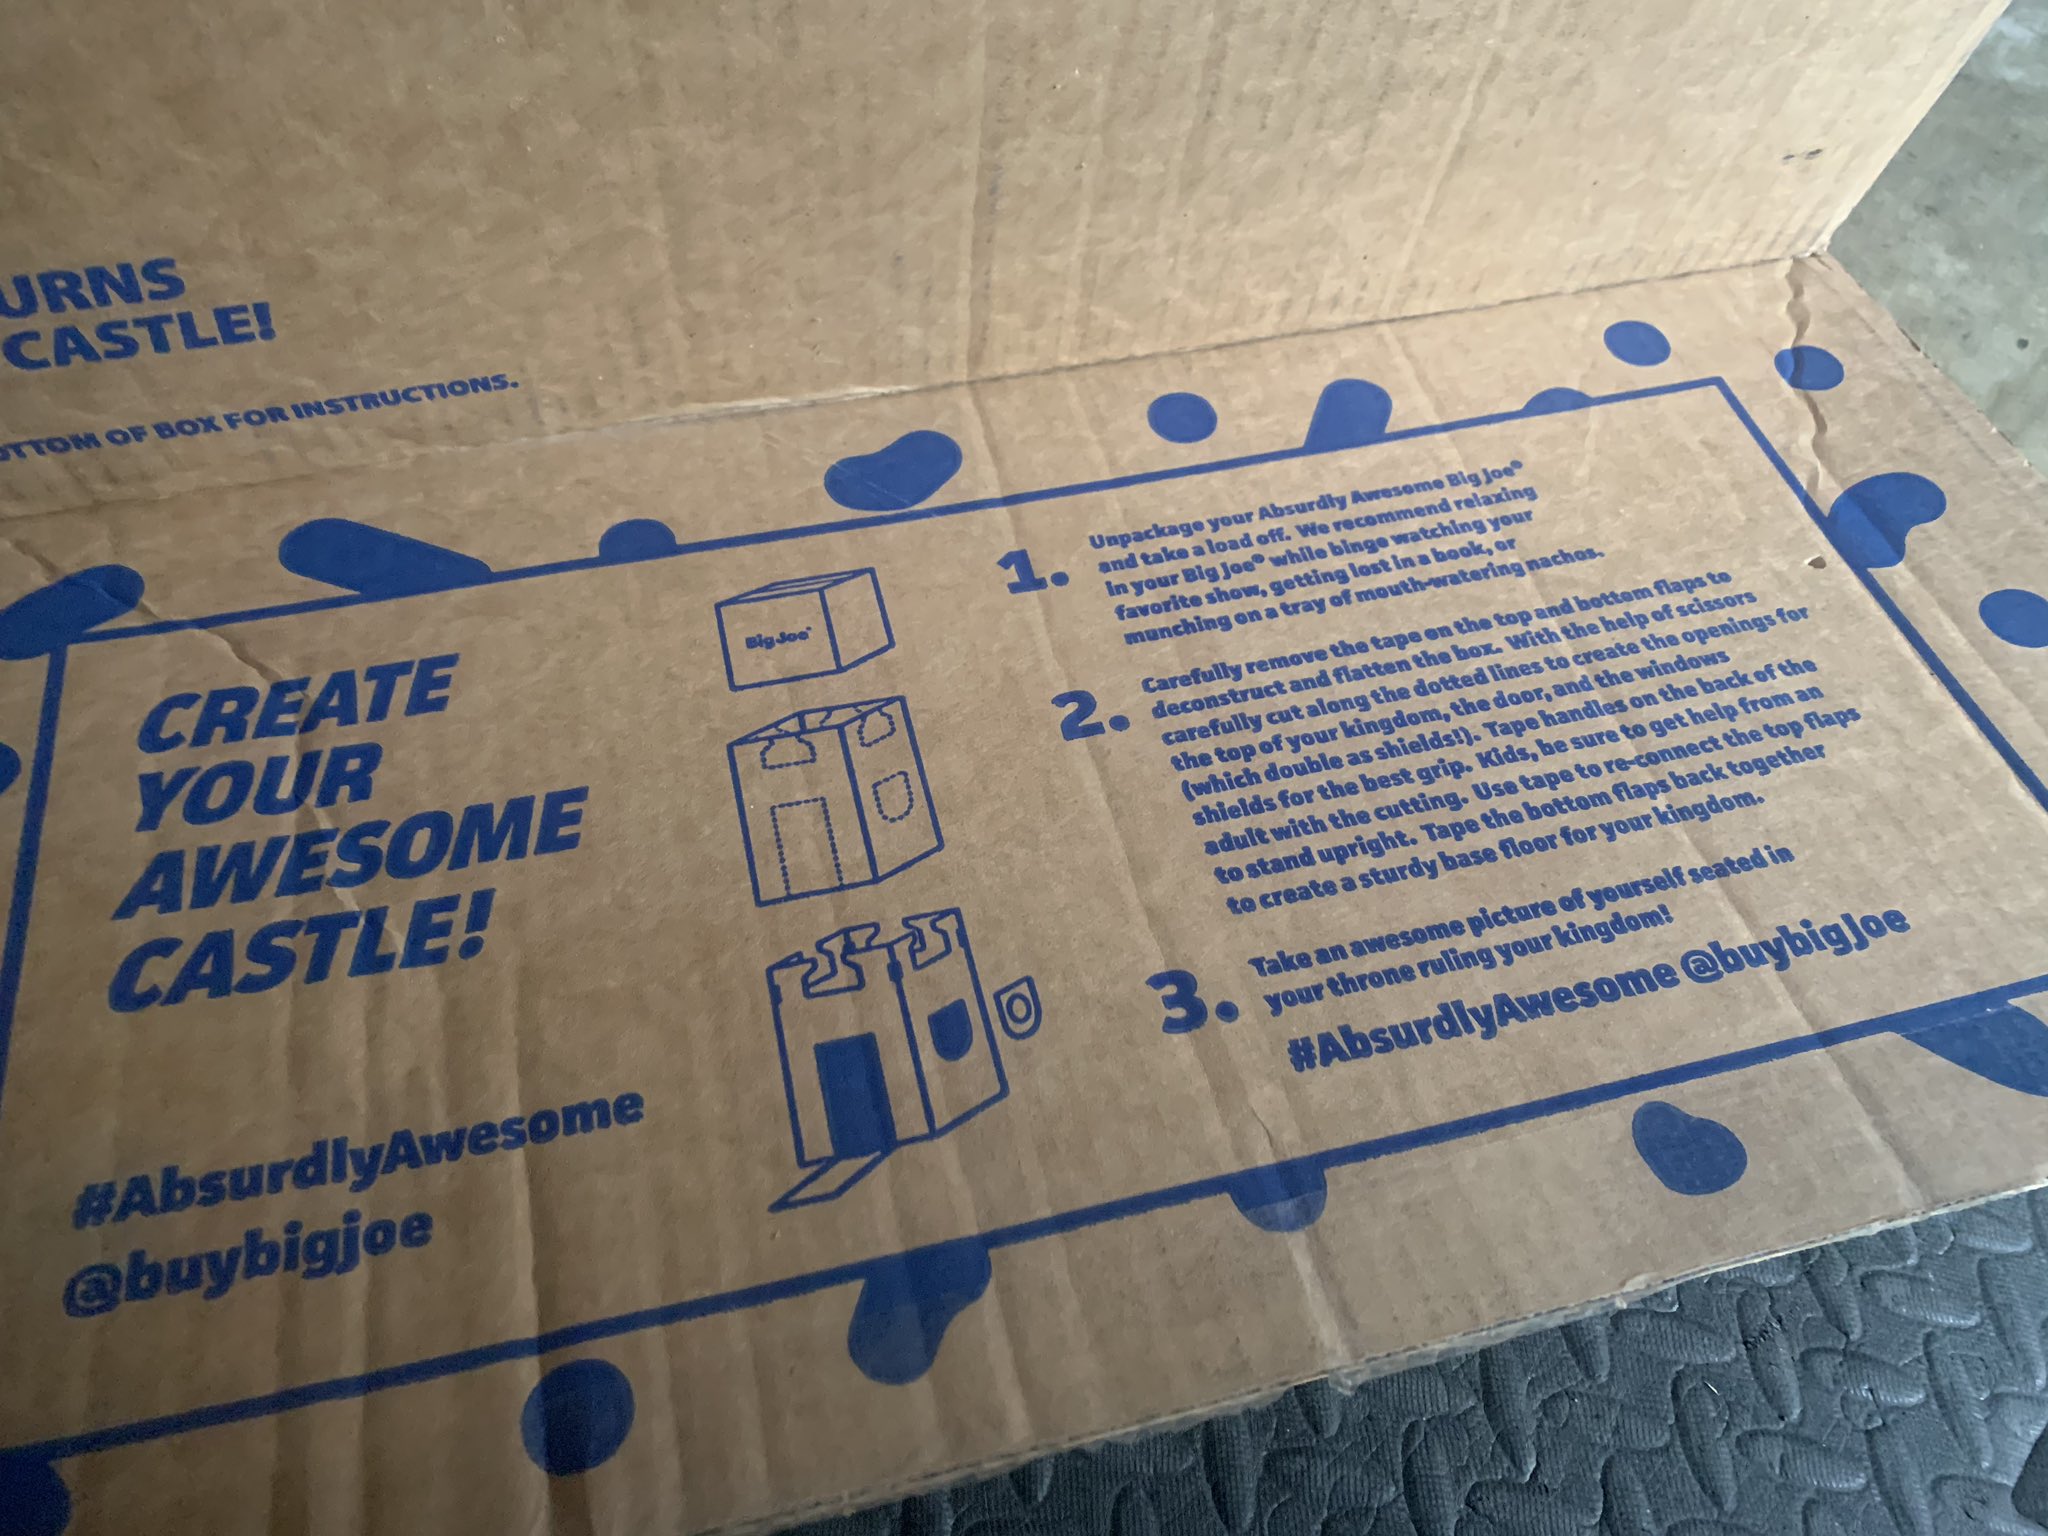 URNS
CASTLE!
OTTOM OF BOX FOR INSTRUCTIONS.
CREATE
YOUR
AWESOME
CASTLE!
#AbsurdlyAwesome
@buybigjoe
Big Joe
1.
Unpackage your Absurdly Awesome Big Joe®
and take a load off. We recommend relaxing
in your Big Joe® while binge watching your
favorite show, getting lost in a book, or
munching on a tray of mouth-watering nachos.
2.
Carefully remove the tape on the top and bottom flaps to
deconstruct and flatten the box. With the help of scissors
carefully cut along the dotted lines to create the openings for
the top of your kingdom, the door, and the windows
(which double as shields!). Tape handles on the back of the
shields for the best grip. Kids, be sure to get help from an
adult with the cutting. Use tape to re-connect the top flaps
to stand upright. Tape the bottom flaps back together
to create a sturdy base floor for your kingdom.
3.
Take an awesome picture of yourself seated in
your throne ruling your kingdom!
#AbsurdlyAwesome @buybigjoe